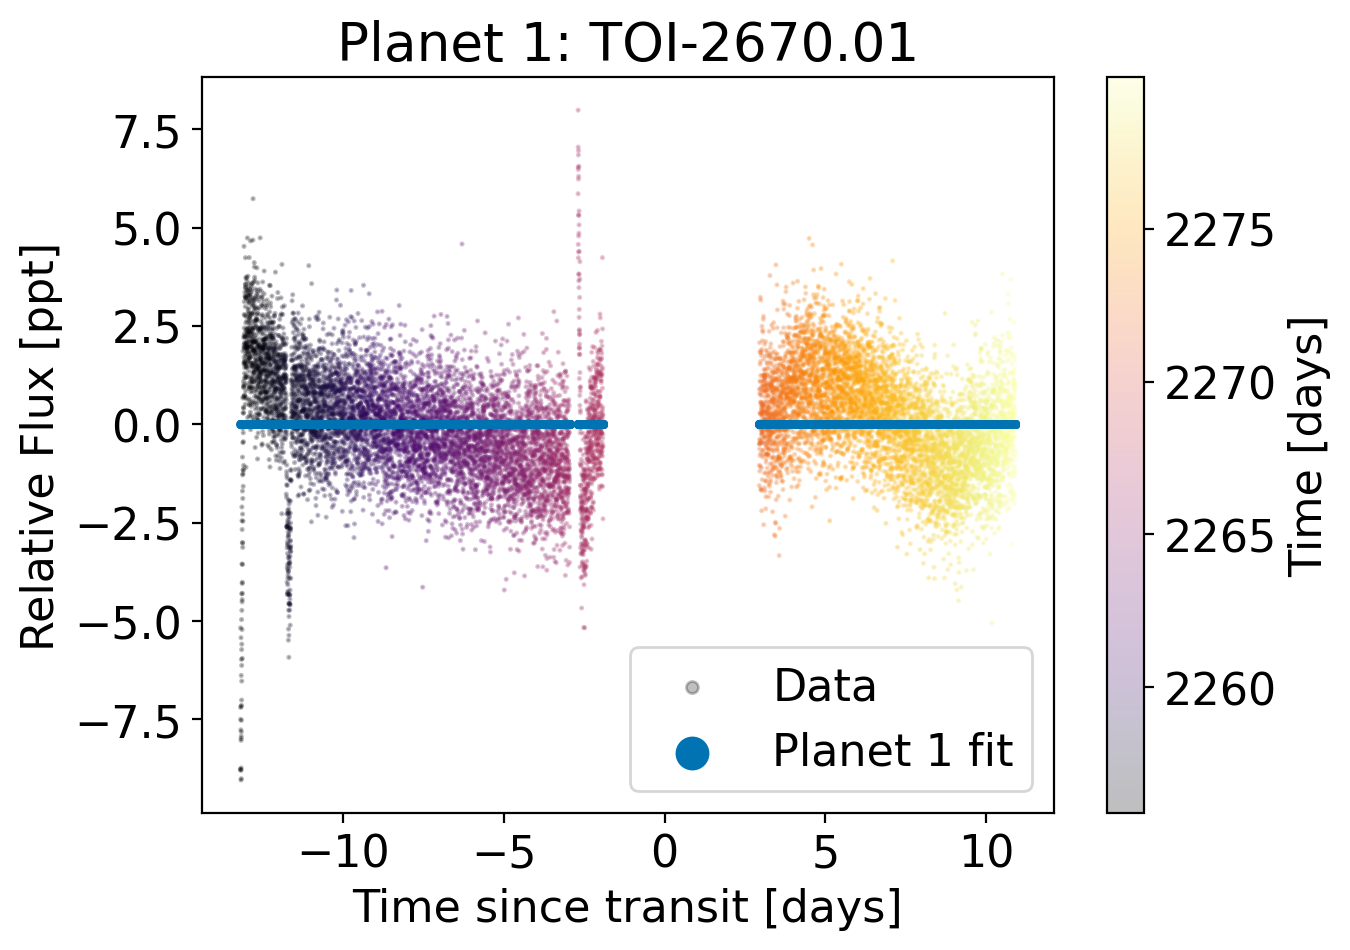 Planet 1: TOI-2670.01
7.5
5.0
2.5
0.0
−2.5
−5.0
−7.5
Relative Flux [ppt]
−10
−5
0
5
10
Time since transit [days]
Data
Planet 1 fit
2275
2270
2265
2260
Time [days]